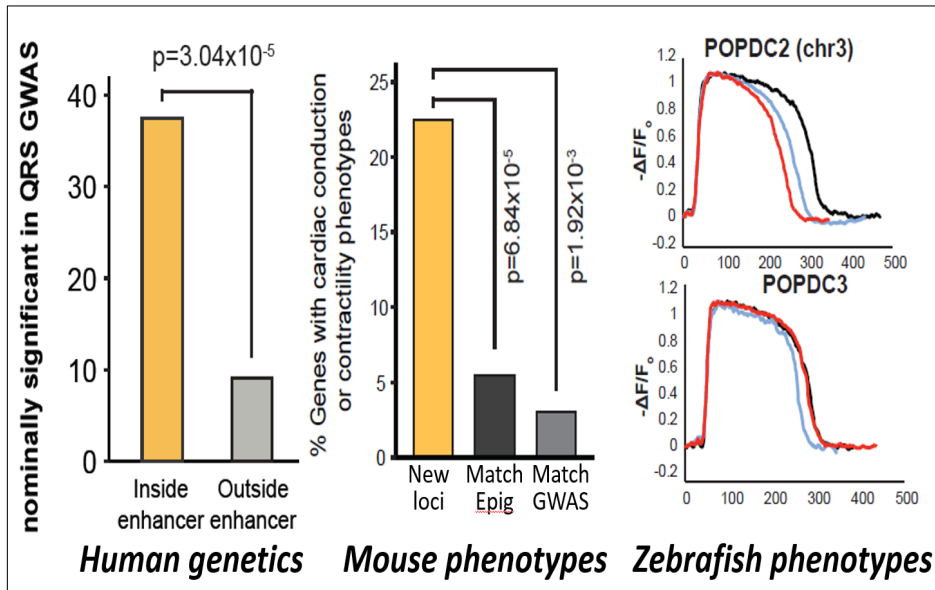 nominally significant in QRS GWAS
p=3.04x10-5
40
30
20
10
0
Inside
enhancer
Outside
enhancer
Human genetics
% Genes with cardiac conduction
or contractility phenotypes
25
20
15
10
5
0
p=6.84x10-5
p=1.92x10-3
New
loci
Match
Epig
Match
GWAS
Mouse phenotypes
POPDC2 (chr3)
-ΔF/Fo
1.2
1
0.8
0.6
0.4
0.2
0
-0.2
0 100 200 300 400 500
POPDC3
-ΔF/Fo
1.2
1
0.8
0.6
0.4
0.2
0
-0.2
0 100 200 300 400 500
Zebrafish phenotypes